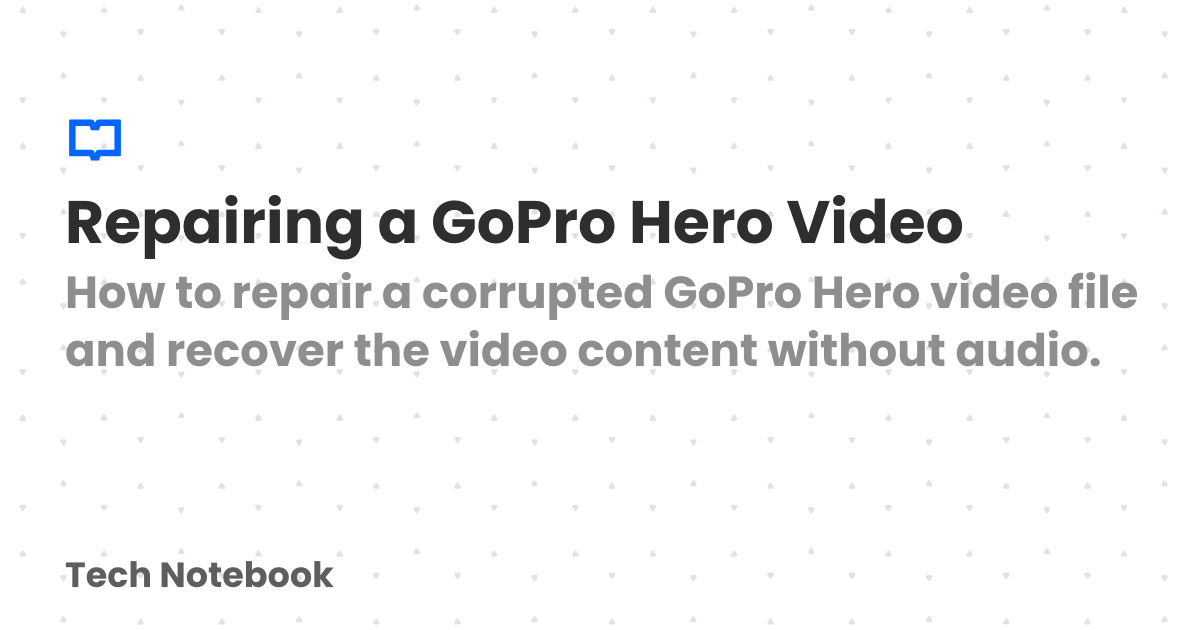 Repairing a GoPro Hero Video
How to repair a corrupted GoPro Hero video file
and recover the video content without audio.
Tech Notebook